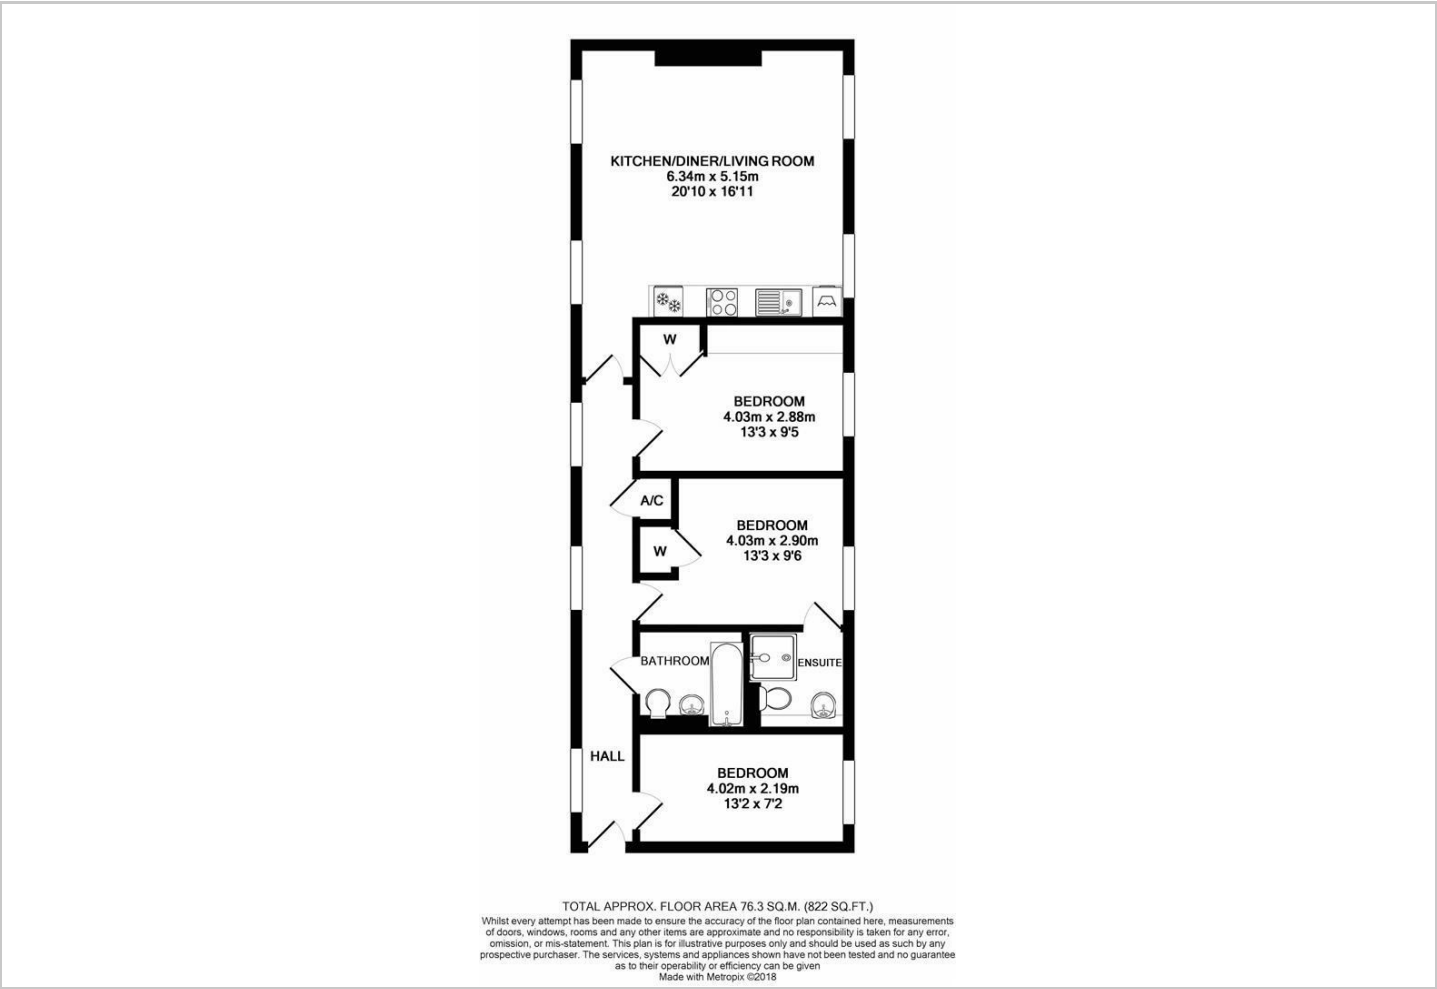 KITCHEN/DINER/LIVING ROOM
6.34m x 5.15m
20'10 x 16'11
W
BEDROOM
4.03m x 2.88m
13'3 x 9'5
A/C
BEDROOM
4.03m x 2.90m
13'3 x 9'6
W
BATHROOM
ENSUITE
HALL
BEDROOM
4.02m x 2.19m
13'2 x 7'2
TOTAL APPROX. FLOOR AREA 76.3 SQ.M. (822 SQ.FT.)
Whilst every attempt has been made to ensure the accuracy of the floor plan contained here, measurements
of doors, windows, rooms and any other items are approximate and no responsibility is taken for any error,
omission, or mis-statement. This plan is for illustrative purposes only and should be used as such by any
prospective purchaser. The services, systems and appliances shown have not been tested and no guarantee
as to their operability or efficiency can be given
Made with Metropix ©2018